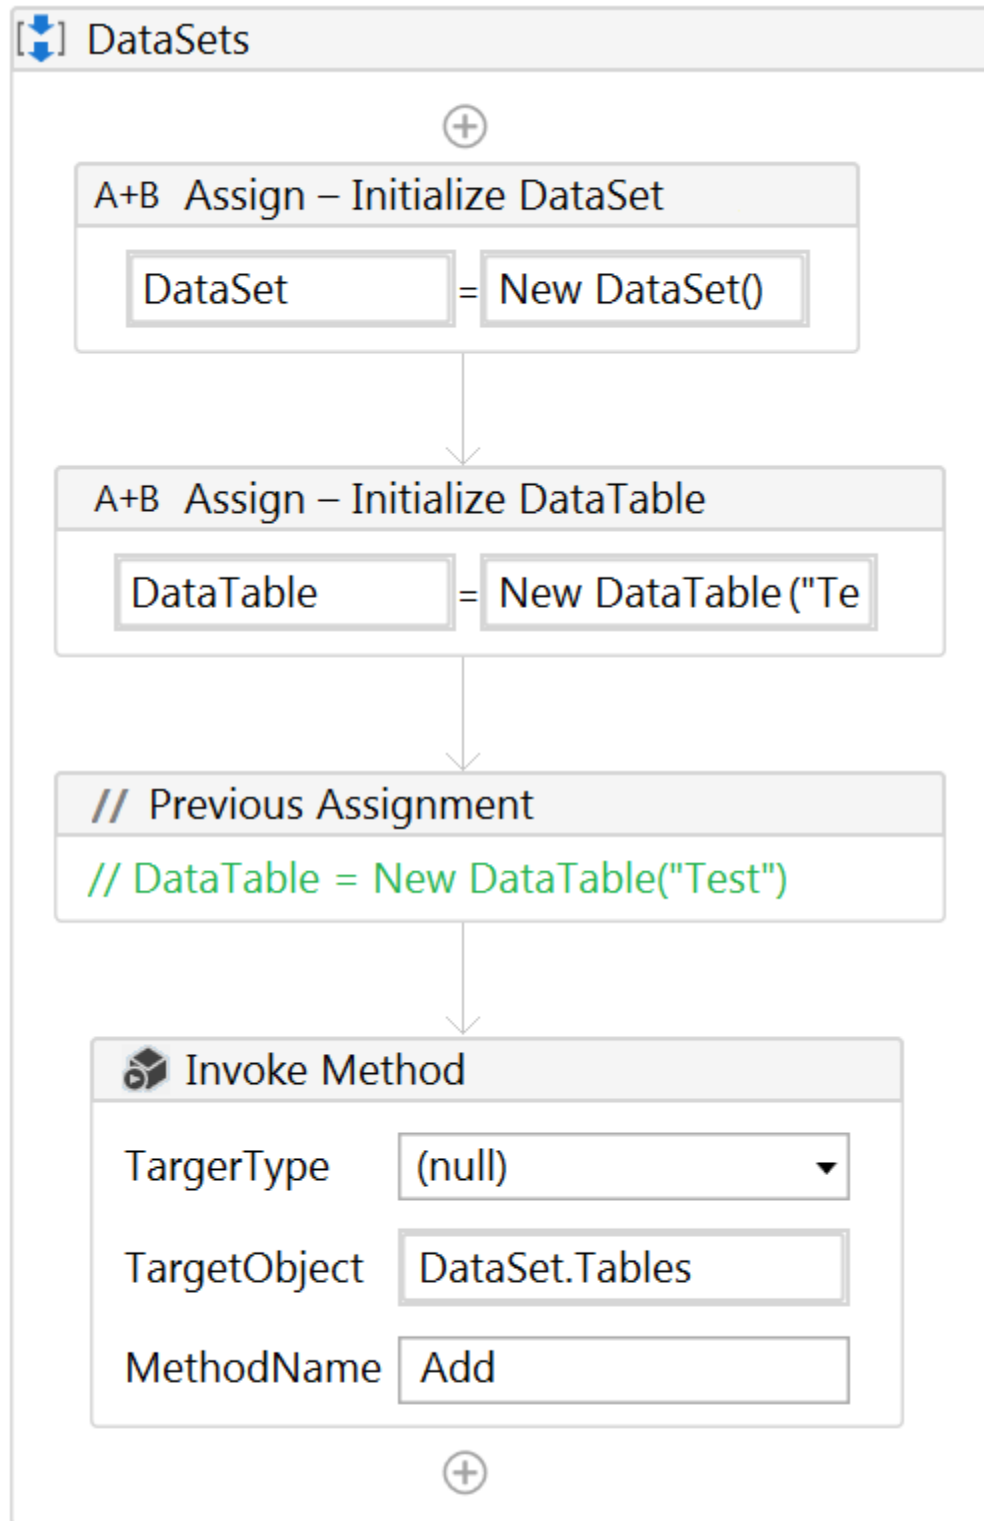 DataSets
A+B Assign – Initialize DataSet
DataSet = New DataSet()
A+B Assign – Initialize DataTable
DataTable = New DataTable ("Te
// Previous Assignment
// DataTable = New DataTable("Test")
Invoke Method
TargerType (null)
TargetObject DataSet.Tables
MethodName Add